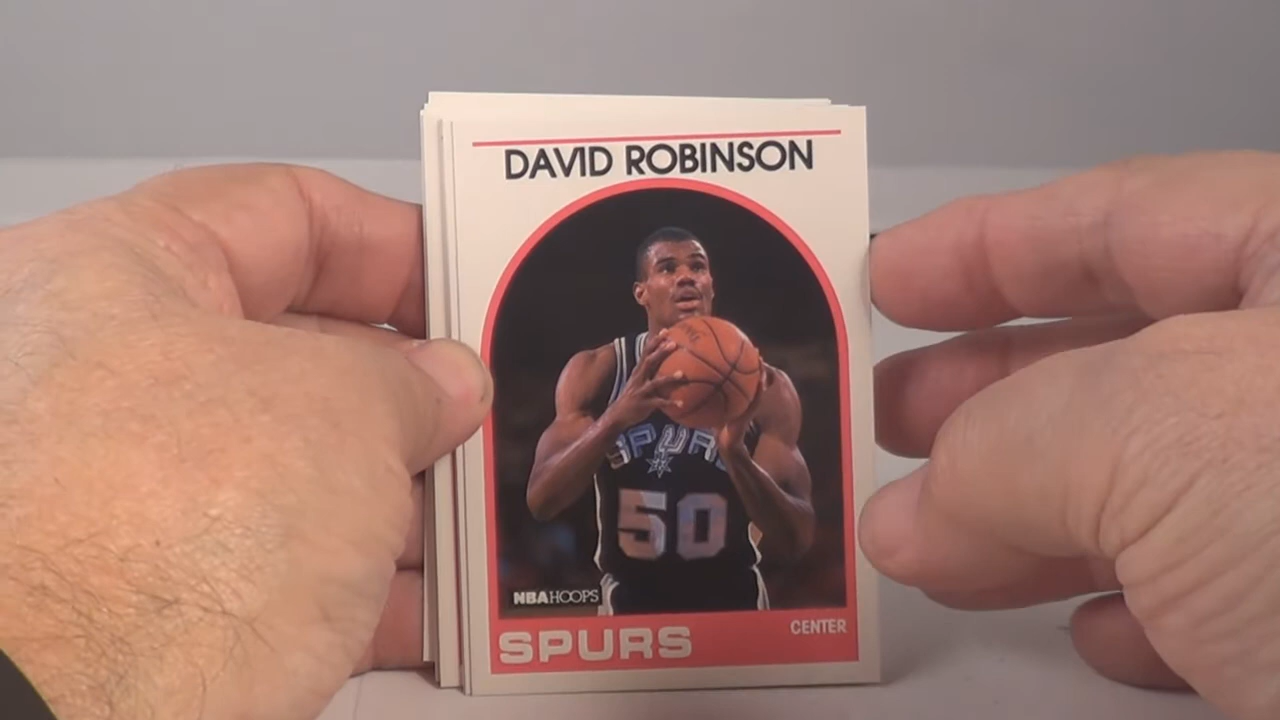 DAVID ROBINSON
SPURS
50
NBA HOOPS
SPURS
CENTER